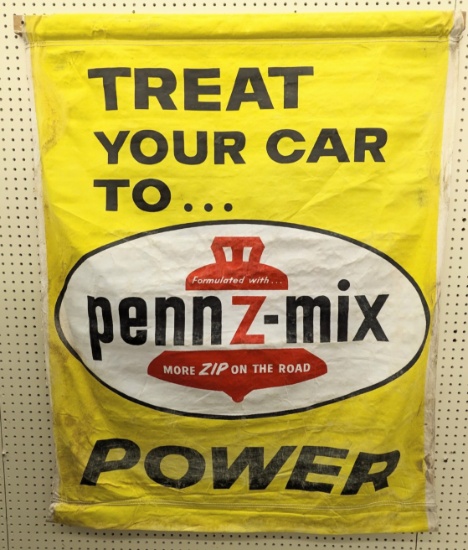 TREAT
YOUR CAR
TO...
Formulated with...
pennZ-mix
MORE ZIP ON THE ROAD
POWER